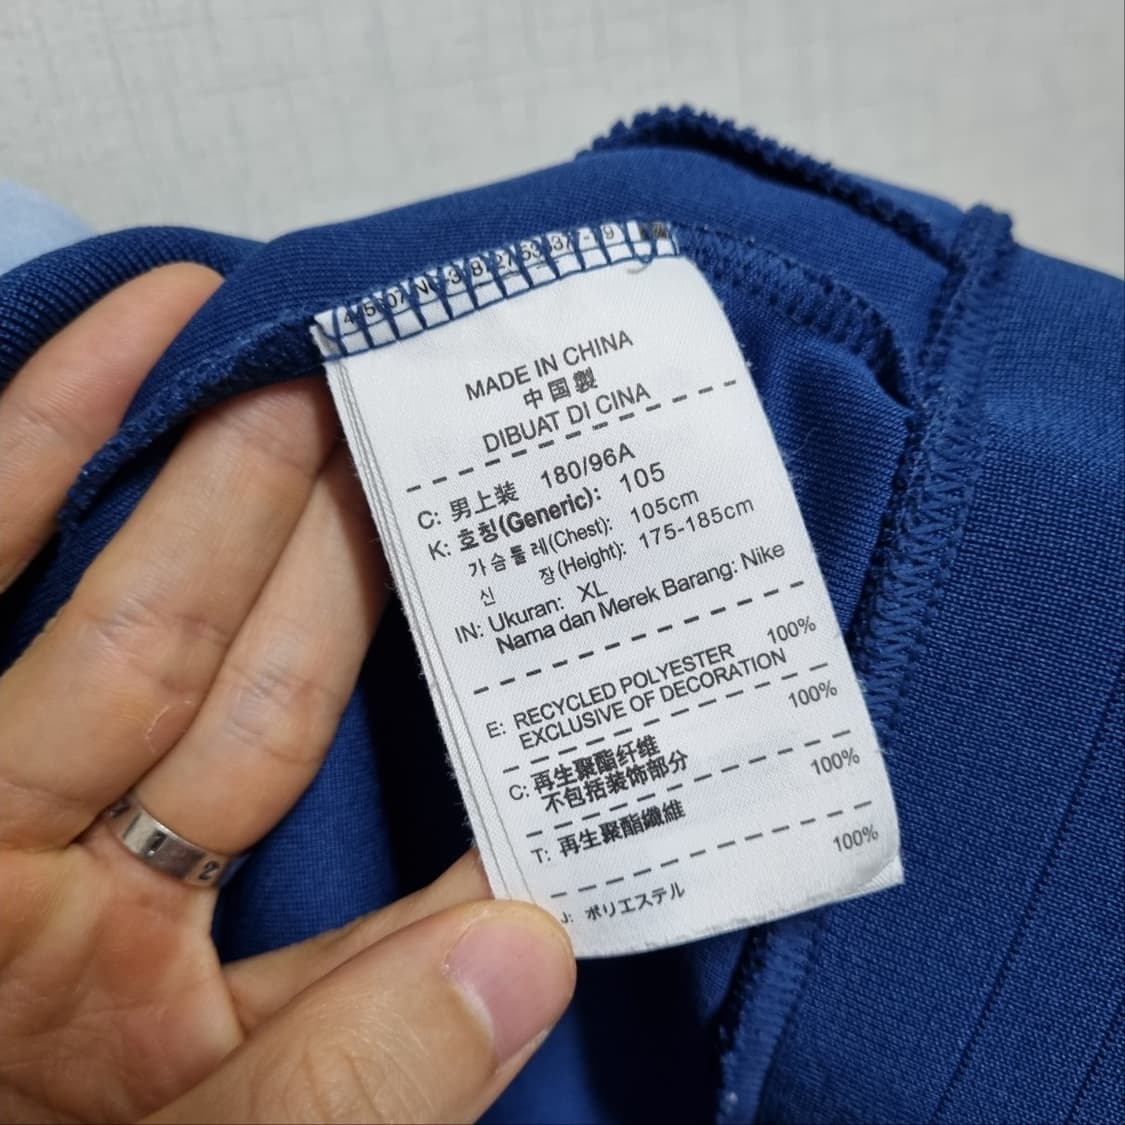 MADE IN CHINA
中国製
DIBUAT DI CINA
C: 男上装 180/96A
K: 호칭(Generic): 105
가슴둘레(Chest): 105cm
신 장(Height): 175-185cm
IN: Ukuran: XL
Nama dan Merek Barang: Nike
E: RECYCLED POLYESTER 100%
EXCLUSIVE OF DECORATION
C: 再生聚酯纤维 100%
不包括装饰部分
T: 再生聚酯纖維 100%
J: ポリエステル 100%